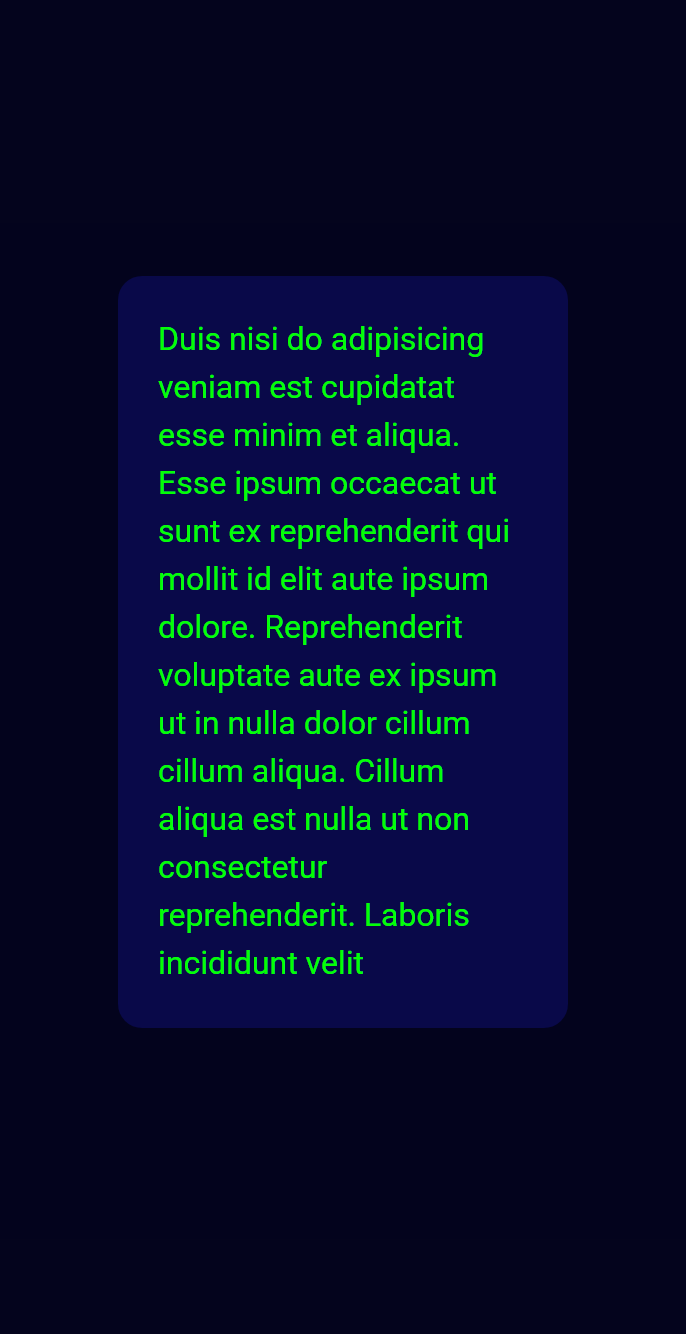 Duis nisi do adipisicing
veniam est cupidatat
esse minim et aliqua.
Esse ipsum occaecat ut
sunt ex reprehenderit qui
mollit id elit aute ipsum
dolore. Reprehenderit
voluptate aute ex ipsum
ut in nulla dolor cillum
cillum aliqua. Cillum
aliqua est nulla ut non
consectetur
reprehenderit. Laboris
incididunt velit